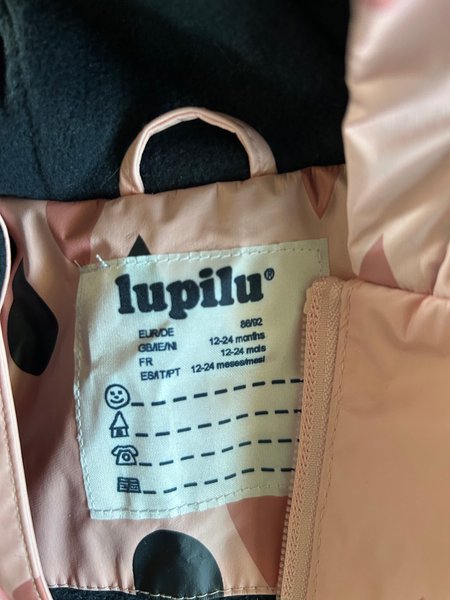 lupilu®
EUR/DE 86/92
GB/IE/NI 12-24 months
FR 12-24 mois
ES/IT/PT 12-24 meses/mesi